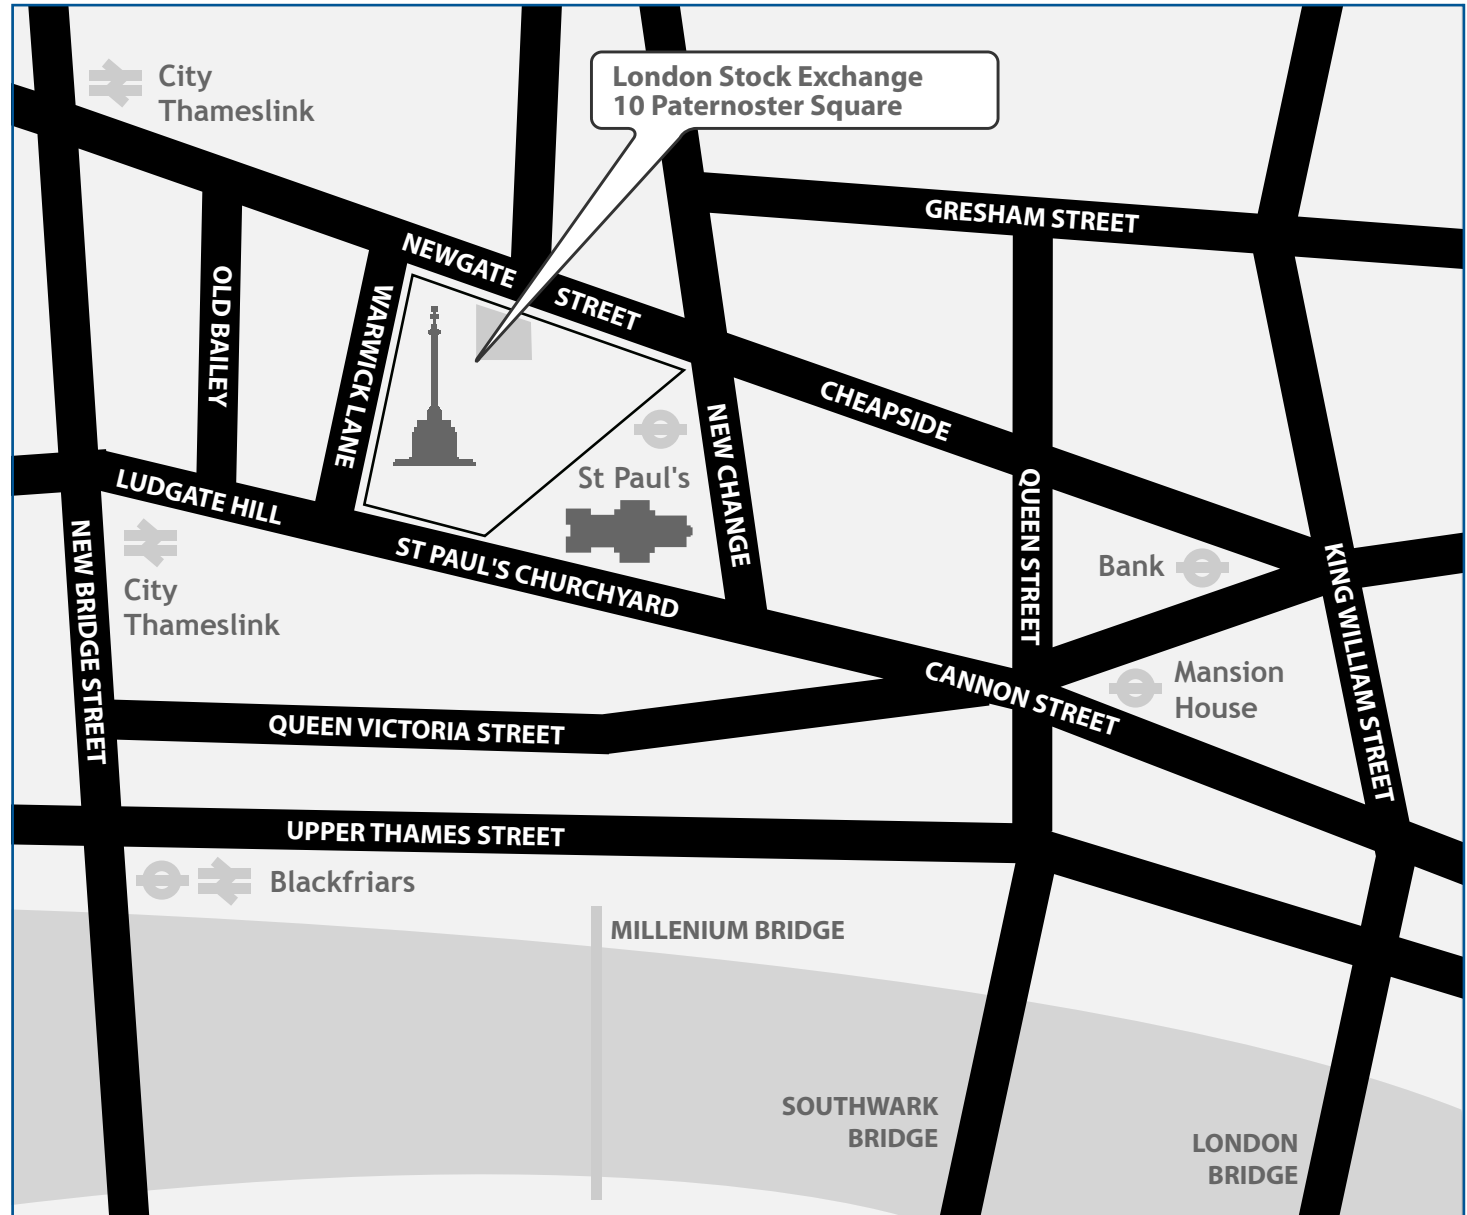 City
Thameslink
London Stock Exchange
10 Paternoster Square
GRESHAM STREET
NEWGATE STREET
OLD BAILEY
WARWICK LANE
CHEAPSIDE
NEW CHANGE
St Paul's
LUDGATE HILL
QUEEN STREET
NEW BRIDGE STREET
City
Thameslink
ST PAUL'S CHURCHYARD
Bank
KING WILLIAM STREET
Mansion
House
CANNON STREET
QUEEN VICTORIA STREET
UPPER THAMES STREET
Blackfriars
MILLENIUM BRIDGE
SOUTHWARK
BRIDGE
LONDON
BRIDGE